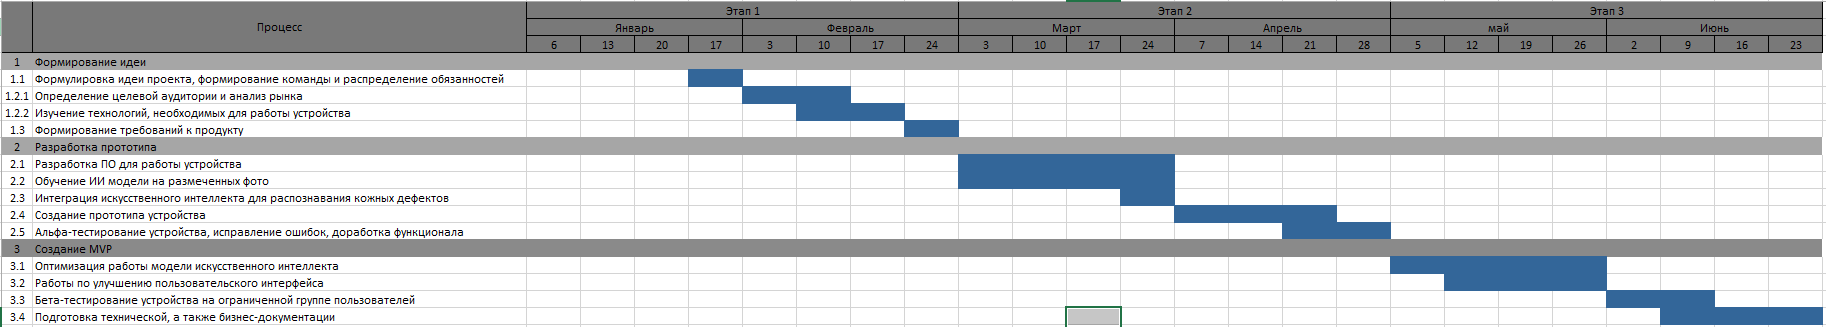 Этап 1 Этап 2 Этап 3
Процесс
Январь Февраль Март Апрель май Июнь
6 13 20 17 3 10 17 24 3 10 17 24 7 14 21 28 5 12 19 26 2 9 16 23
1 Формирование идеи
1.1 Формулировка идеи проекта, формирование команды и распределение обязанностей
1.2.1 Определение целевой аудитории и анализ рынка
1.2.2 Изучение технологий, необходимых для работы устройства
1.3 Формирование требований к продукту
2 Разработка прототипа
2.1 Разработка ПО для работы устройства
2.2 Обучение ИИ модели на размеченных фото
2.3 Интеграция искусственного интеллекта для распознавания кожных дефектов
2.4 Создание прототипа устройства
2.5 Альфа-тестирование устройства, исправление ошибок, доработка функционала
3 Создание MVP
3.1 Оптимизация работы модели искусственного интеллекта
3.2 Работы по улучшению пользовательского интерфейса
3.3 Бета-тестирование устройства на ограниченной группе пользователей
3.4 Подготовка технической, а также бизнес-документации